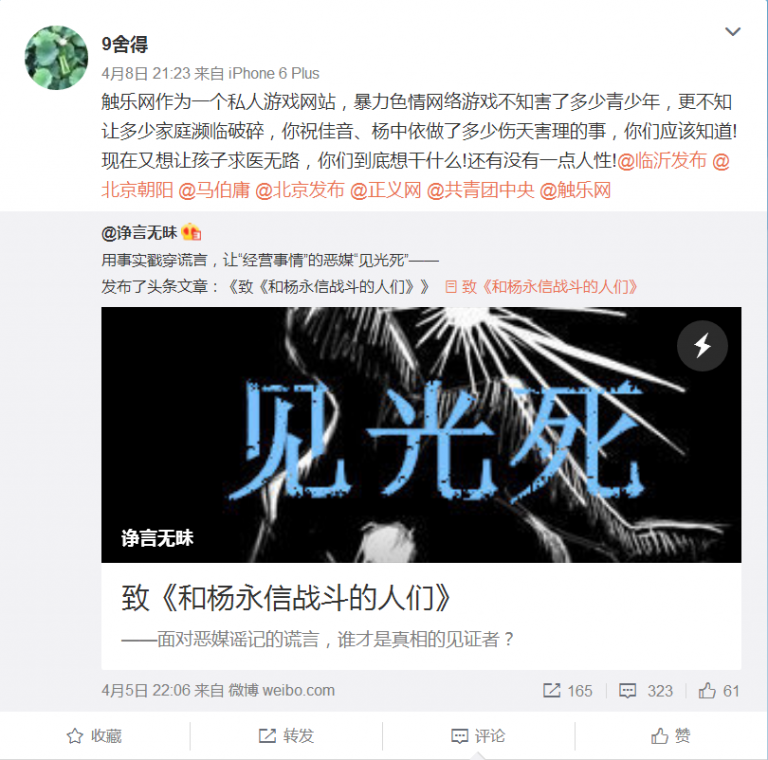 9舍得
4月8日 21:23 来自 iPhone 6 Plus
触乐网作为一个私人游戏网站，暴力色情网络游戏不知害了多少青少年，更不知
让多少家庭濒临破碎，你祝佳音、杨中依做了多少伤天害理的事，你们应该知道!
现在又想让孩子求医无路，你们到底想干什么!还有没有一点人性!@临沂发布 @
北京朝阳 @马伯庸 @北京发布 @正义网 @共青团中央 @触乐网
@诤言无昧
用事实戳穿谎言，让“经营事情”的恶媒“见光死”——
发布了头条文章：《致《和杨永信战斗的人们》》 致《和杨永信战斗的人们》
见光死
诤言无昧
致《和杨永信战斗的人们》
——面对恶媒谣记的谎言，谁才是真相的见证者？
4月5日 22:06 来自 微博 weibo.com 165 323 61
收藏 转发 评论 赞